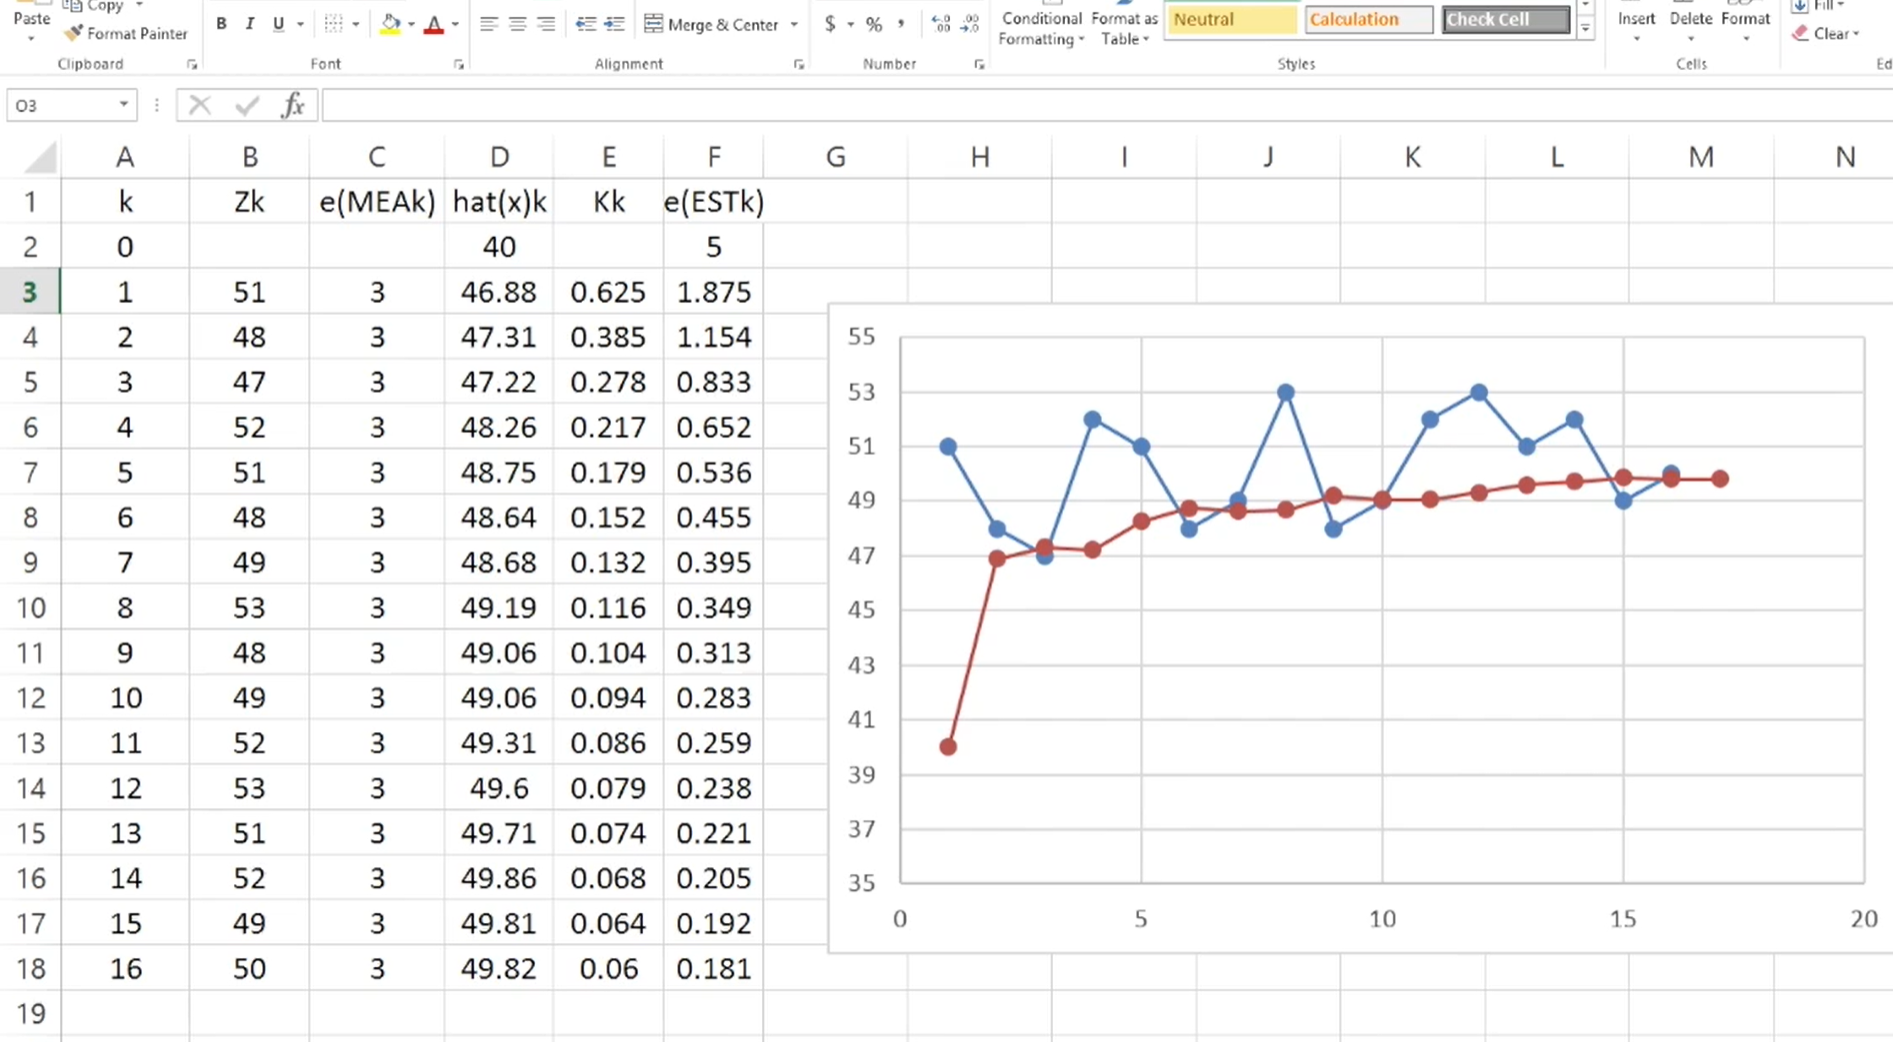 Paste Copy
Format Painter
B I U A
Merge & Center
$ % ,
Conditional Formatting
Format as Table
Neutral Calculation Check Cell
Insert Delete Format
Fill
Clear
Clipboard Font Alignment Number Styles Cells Ed
O3 fx
A B C D E F G H I J K L M N
1 k Zk e(MEAk) hat(x)k Kk e(ESTk)
2 0 40 5
3 1 51 3 46.88 0.625 1.875
4 2 48 3 47.31 0.385 1.154
5 3 47 3 47.22 0.278 0.833
6 4 52 3 48.26 0.217 0.652
7 5 51 3 48.75 0.179 0.536
8 6 48 3 48.64 0.152 0.455
9 7 49 3 48.68 0.132 0.395
10 8 53 3 49.19 0.116 0.349
11 9 48 3 49.06 0.104 0.313
12 10 49 3 49.06 0.094 0.283
13 11 52 3 49.31 0.086 0.259
14 12 53 3 49.6 0.079 0.238
15 13 51 3 49.71 0.074 0.221
16 14 52 3 49.86 0.068 0.205
17 15 49 3 49.81 0.064 0.192
18 16 50 3 49.82 0.06 0.181
19
55
53
51
49
47
45
43
41
39
37
35
0 5 10 15 20